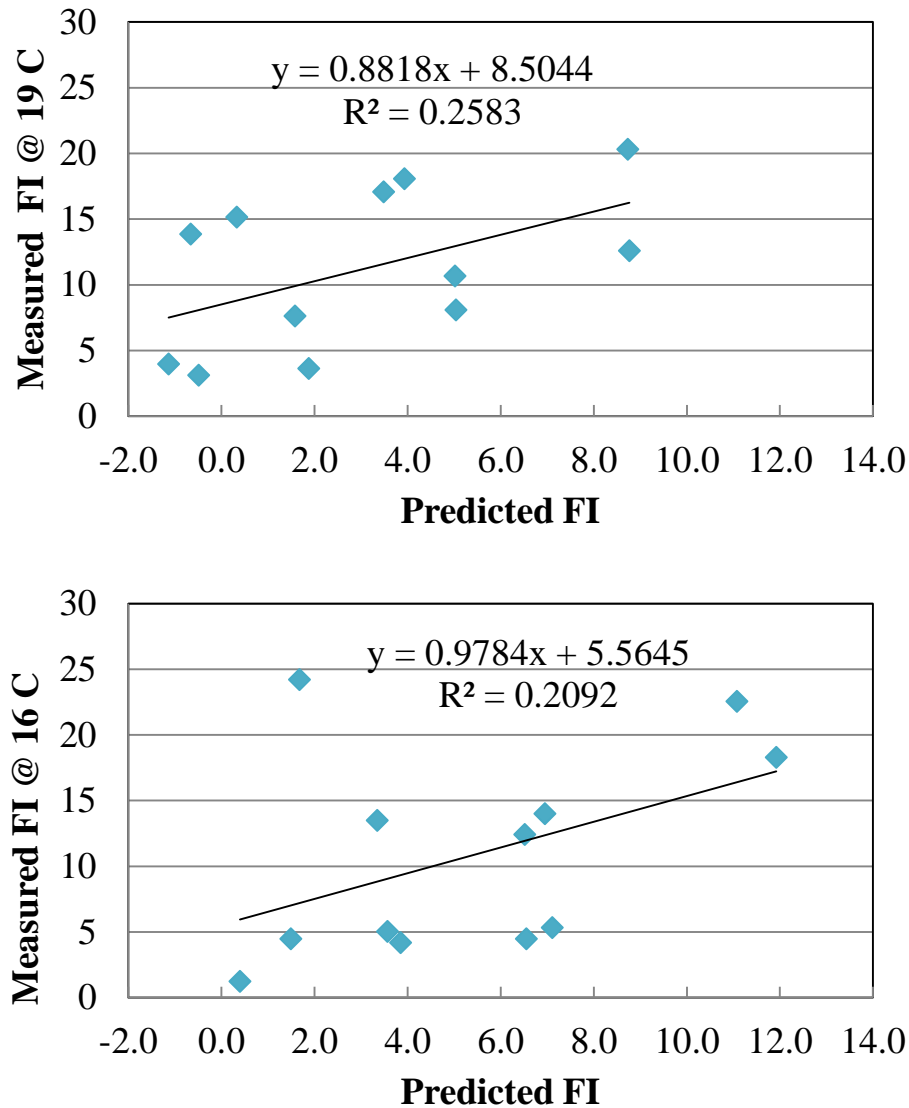 30
25
20
15
10
5
0
Measured FI @ 19 C
y = 0.8818x + 8.5044
R² = 0.2583
-2.0 0.0 2.0 4.0 6.0 8.0 10.0 12.0 14.0
Predicted FI
30
25
20
15
10
5
0
Measured FI @ 16 C
y = 0.9784x + 5.5645
R² = 0.2092
-2.0 0.0 2.0 4.0 6.0 8.0 10.0 12.0 14.0
Predicted FI